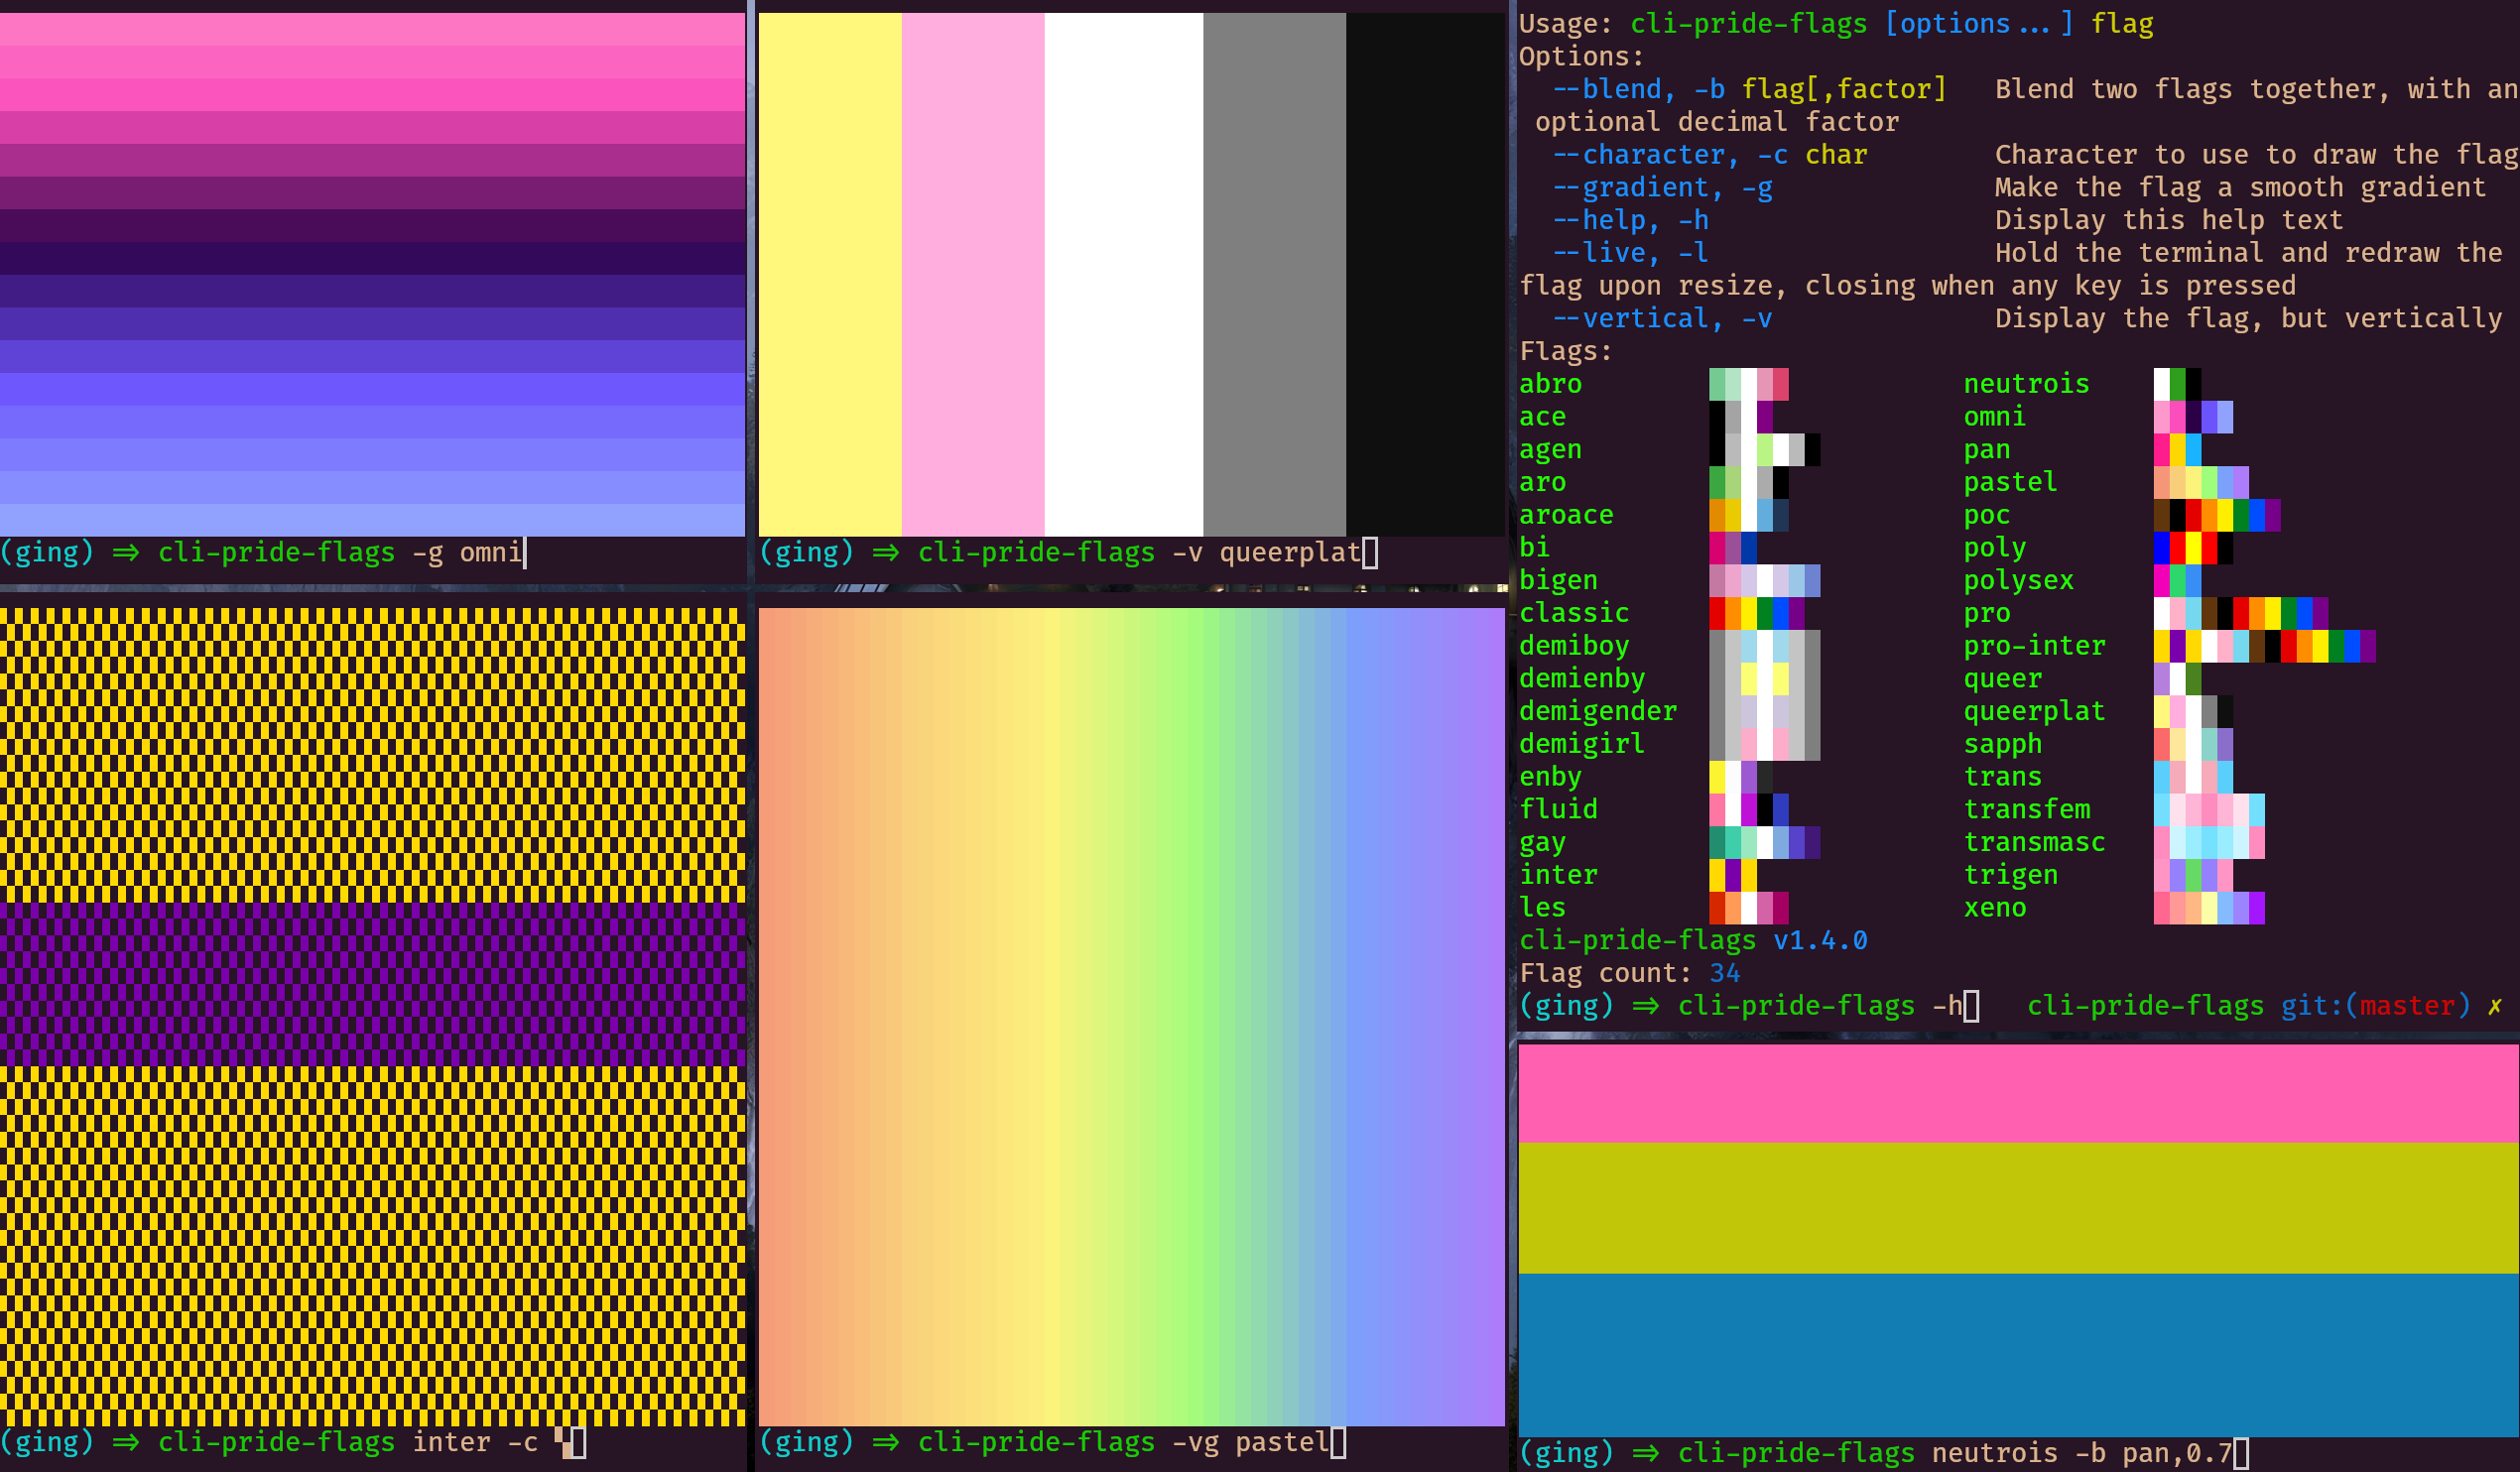 (ging) ⇒ cli-pride-flags -g omni
(ging) ⇒ cli-pride-flags -v queerplat
(ging) ⇒ cli-pride-flags inter -c ▚
(ging) ⇒ cli-pride-flags -vg pastel
Usage: cli-pride-flags [options...] flag
Options:
--blend, -b flag[,factor] Blend two flags together, with an
optional decimal factor
--character, -c char Character to use to draw the flag
--gradient, -g Make the flag a smooth gradient
--help, -h Display this help text
--live, -l Hold the terminal and redraw the
flag upon resize, closing when any key is pressed
--vertical, -v Display the flag, but vertically
Flags:
abro neutrois
ace omni
agen pan
aro pastel
aroace poc
bi poly
bigen polysex
classic pro
demiboy pro-inter
demienby queer
demigender queerplat
demigirl sapph
enby trans
fluid transfem
gay transmasc
inter trigen
les xeno
cli-pride-flags v1.4.0
Flag count: 34
(ging) ⇒ cli-pride-flags -h cli-pride-flags git:(master) ✗
(ging) ⇒ cli-pride-flags neutrois -b pan,0.7